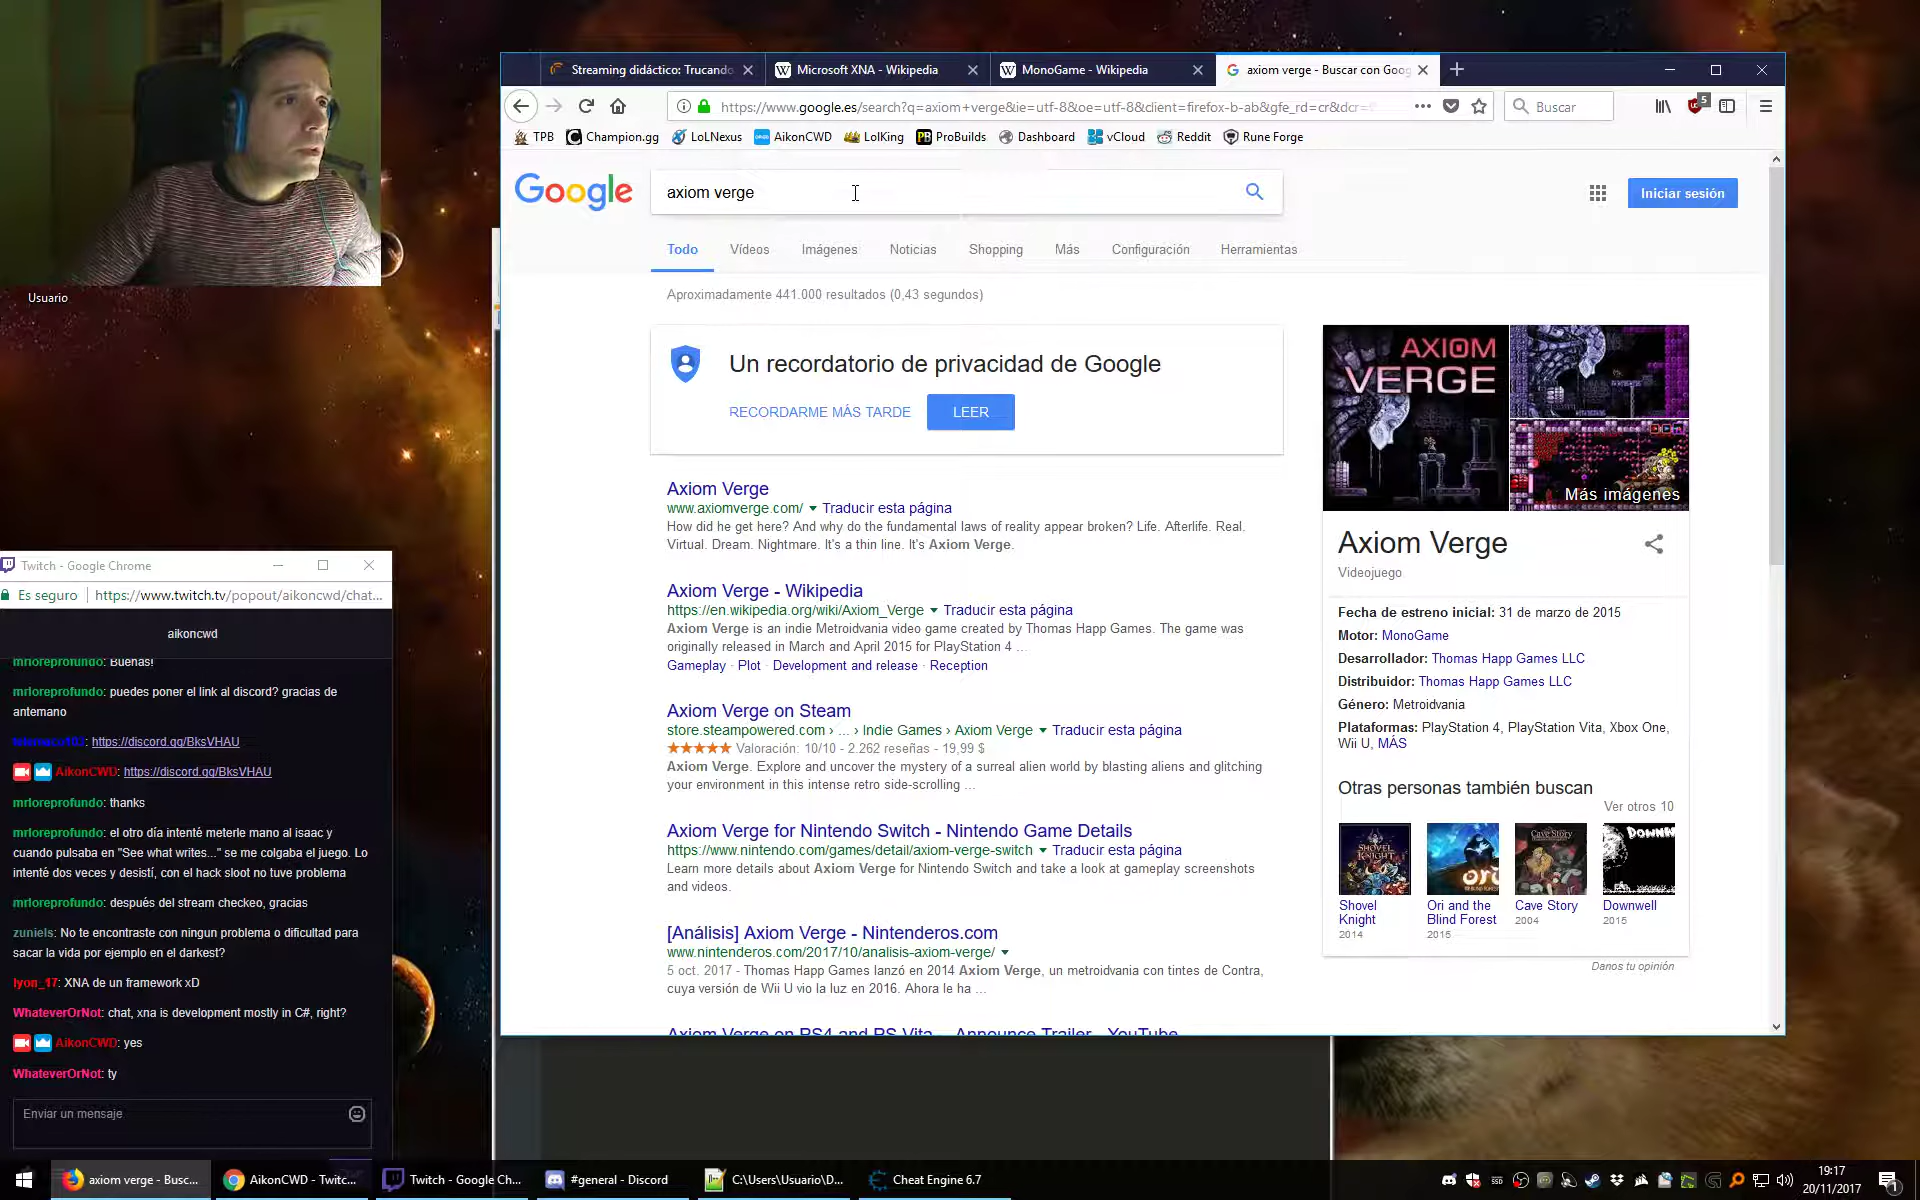 Usuario
Streaming didáctico: Trucando
Microsoft XNA - Wikipedia
MonoGame - Wikipedia
axiom verge - Buscar con Goog
https://www.google.es/search?q=axiom+verge&ie=utf-8&oe=utf-8&client=firefox-b-ab&gfe_rd=cr&dcr=
Buscar
5
TPB
Champion.gg
LoLNexus
AikonCWD
LolKing
ProBuilds
Dashboard
vCloud
Reddit
Rune Forge
Google
axiom verge
Iniciar sesión
Todo
Vídeos
Imágenes
Noticias
Shopping
Más
Configuración
Herramientas
Aproximadamente 441.000 resultados (0,43 segundos)
Un recordatorio de privacidad de Google
RECORDARME MÁS TARDE
LEER
Axiom Verge
www.axiomverge.com/ Traducir esta página
How did he get here? And why do the fundamental laws of reality appear broken? Life. Afterlife. Real.
Virtual. Dream. Nightmare. It's a thin line. It's Axiom Verge.
Axiom Verge - Wikipedia
https://en.wikipedia.org/wiki/Axiom_Verge Traducir esta página
Axiom Verge is an indie Metroidvania video game created by Thomas Happ Games. The game was
originally released in March and April 2015 for PlayStation 4 ...
Gameplay · Plot · Development and release · Reception
Axiom Verge on Steam
store.steampowered.com › ... › Indie Games › Axiom Verge Traducir esta página
Valoración: 10/10 - 2.262 reseñas - 19,99 $
Axiom Verge. Explore and uncover the mystery of a surreal alien world by blasting aliens and glitching
your environment in this intense retro side-scrolling ...
Axiom Verge for Nintendo Switch - Nintendo Game Details
https://www.nintendo.com/games/detail/axiom-verge-switch Traducir esta página
Learn more details about Axiom Verge for Nintendo Switch and take a look at gameplay screenshots
and videos.
[Análisis] Axiom Verge - Nintenderos.com
www.nintenderos.com/2017/10/analisis-axiom-verge/
5 oct. 2017 - Thomas Happ Games lanzó en 2014 Axiom Verge, un metroidvania con tintes de Contra,
cuya versión de Wii U vio la luz en 2016. Ahora le ha ...
Axiom Verge on PS4 and PS Vita – Announce Trailer - YouTube
AXIOM
VERGE
Más imágenes
Axiom Verge
Videojuego
Fecha de estreno inicial: 31 de marzo de 2015
Motor: MonoGame
Desarrollador: Thomas Happ Games LLC
Distribuidor: Thomas Happ Games LLC
Género: Metroidvania
Plataformas: PlayStation 4, PlayStation Vita, Xbox One,
Wii U, MÁS
Otras personas también buscan
Ver otros 10
Shovel
Knight
2014
Ori and the
Blind Forest
2015
Cave Story
2004
Downwell
2015
Danos tu opinión
Twitch - Google Chrome
Es seguro
https://www.twitch.tv/popout/aikoncwd/chat...
aikoncwd
mrloreprofundo: Buenas!
mrloreprofundo: puedes poner el link al discord? gracias de
antemano
https://discord.gg/BksVHAU
AikonCWD: https://discord.gg/BksVHAU
mrloreprofundo: thanks
mrloreprofundo: el otro día intenté meterle mano al isaac y
cuando pulsaba en "See what writes..." se me colgaba el juego. Lo
intenté dos veces y desistí, con el hack sloot no tuve problema
mrloreprofundo: después del stream checkeo, gracias
zuniels: No te encontraste con ningun problema o dificultad para
sacar la vida por ejemplo en el darkest?
lyon_17: XNA de un framework xD
WhateverOrNot: chat, xna is development mostly in C#, right?
AikonCWD: yes
WhateverOrNot: ty
Enviar un mensaje
axiom verge - Busc...
AikonCWD - Twitc...
Twitch - Google Ch...
#general - Discord
C:\Users\Usuario\D...
Cheat Engine 6.7
19:17
20/11/2017